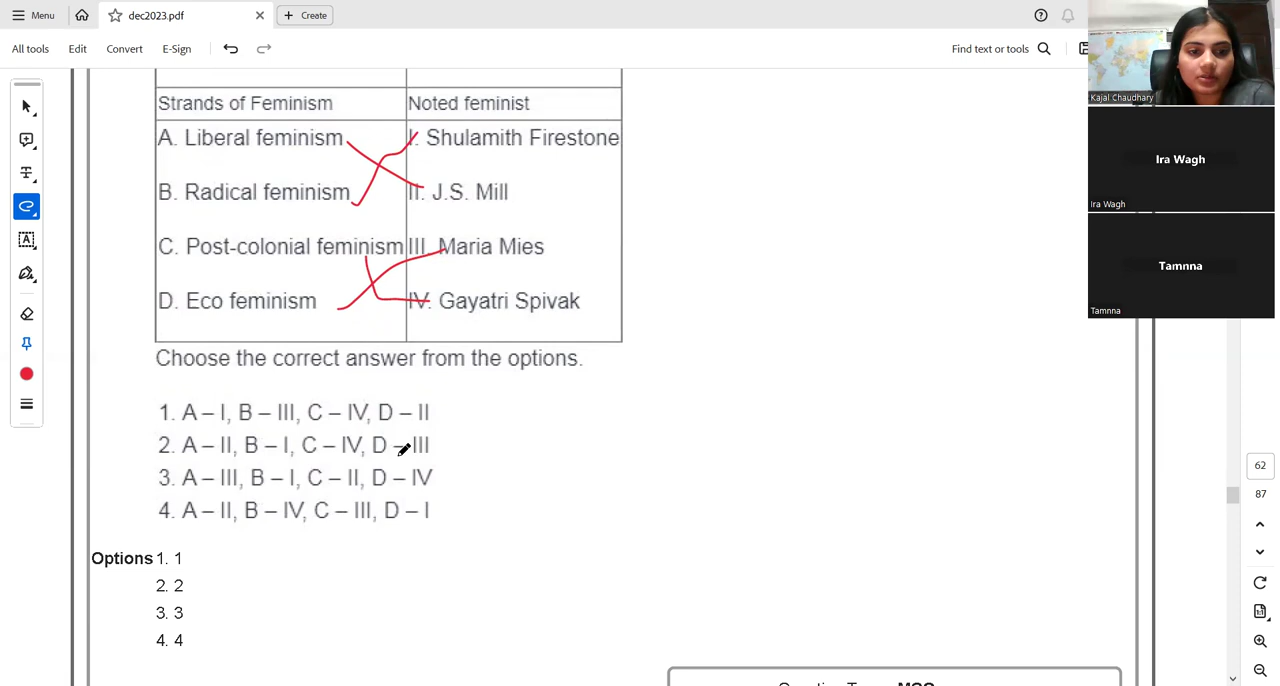 Menu
dec2023.pdf
Create
All tools
Edit
Convert
E-Sign
Find text or tools
Kajal Chaudhary
Ira Wagh
Ira Wagh
Tamnna
Tamnna
Strands of Feminism
Noted feminist
A. Liberal feminism
I. Shulamith Firestone
B. Radical feminism
II. J.S. Mill
C. Post-colonial feminism
III. Maria Mies
D. Eco feminism
IV. Gayatri Spivak
Choose the correct answer from the options.
1. A – I, B – III, C – IV, D – II
2. A – II, B – I, C – IV, D – III
3. A – III, B – I, C – II, D – IV
4. A – II, B – IV, C – III, D – I
Options 1. 1
2. 2
3. 3
4. 4
62
87